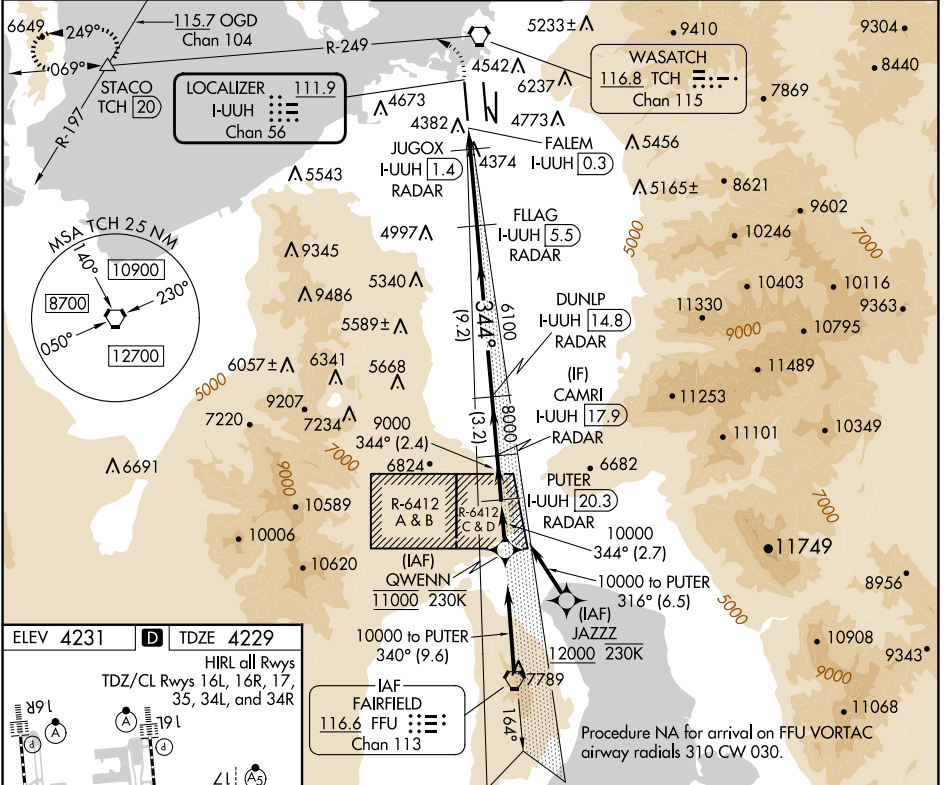 6649
249°
069°
115.7 OGD
Chan 104
R-249
5233±
9410
9304
STACO
TCH 20
R-197
LOCALIZER 111.9
I-UUH
Chan 56
4542
6237
WASATCH
116.8 TCH
Chan 115
8440
7869
4673
4382
4773
N
JUGOX
I-UUH 1.4
RADAR
4374
FALEM
I-UUH 0.3
5456
5543
5165±
8621
9602
MSA TCH 25 NM
140°
10900
8700
230°
050°
12700
4997
FLLAG
I-UUH 5.5
RADAR
5000
10246
7000
9345
5340
9486
5589±
344°
(9.2)
6100
DUNLP
I-UUH 14.8
RADAR
11330
10403
10116
9363
9000
10795
6057±
6341
5668
5000
(IF)
CAMRI
I-UUH 17.9
RADAR
11489
11253
7220
9207
7234
9000
344° (2.4)
(3.2)
8000
11101
10349
7000
6691
9000
6824
6682
PUTER
I-UUH 20.3
RADAR
R-6412
A & B
R-6412
C & D
10589
10006
10620
10000
344° (2.7)
7000
11749
(IAF)
QWENN
11000 230K
10000 to PUTER
316° (6.5)
8956
(IAF)
JAZZZ
12000 230K
5000
10000 to PUTER
340° (9.6)
10908
9343
9000
7789
IAF
FAIRFIELD
116.6 FFU
Chan 113
164°
11068
Procedure NA for arrival on FFU VORTAC
airway radials 310 CW 030.
ELEV 4231 D TDZE 4229
HIRL all Rwys
TDZ/CL Rwys 16L, 16R, 17,
35, 34L, and 34R
16R
A
P
A
16L
P
17
A5